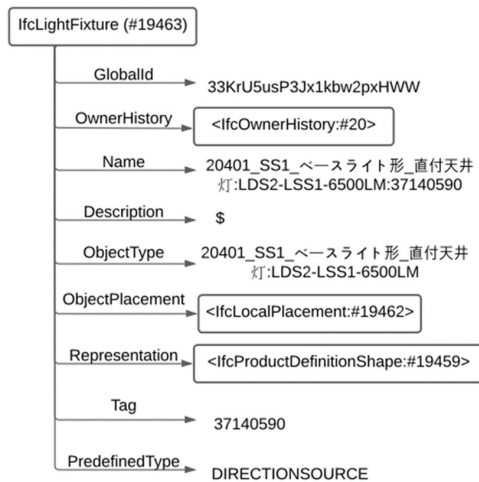 IfcLightFixture (#19463)
GlobalId
33KrU5usP3Jx1kbw2pxHWW
OwnerHistory
<IfcOwnerHistory:#20>
Name
20401_SS1_ベースライト形_直付天井
灯:LDS2-LSS1-6500LM:37140590
Description
$
ObjectType
20401_SS1_ベースライト形_直付天井
灯:LDS2-LSS1-6500LM
ObjectPlacement
<IfcLocalPlacement:#19462>
Representation
<IfcProductDefinitionShape:#19459>
Tag
37140590
PredefinedType
DIRECTIONSOURCE